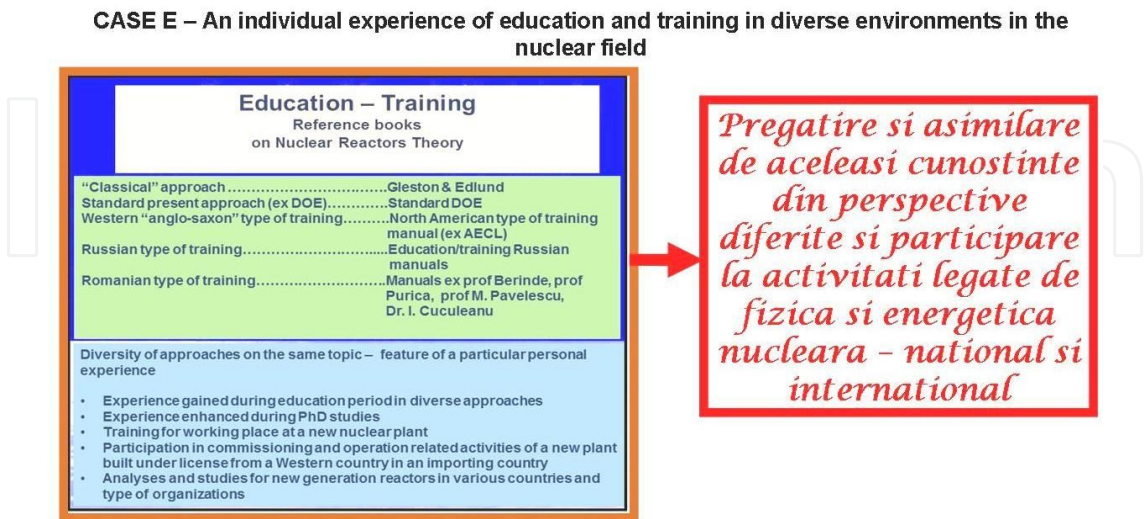 CASE E – An individual experience of education and training in diverse environments in the
nuclear field
Education – Training
Reference books
on Nuclear Reactors Theory
“Classical” approach……………………….…..Gleston & Edlund
Standard present approach (ex DOE)…………..Standard DOE
Western “anglo-saxon” type of training………..North American type of training
manual (ex AECL)
Russian type of training………………………......Education/training Russian
manuals
Romanian type of training…………………………Manuals ex prof Berinde, prof
Purica, prof M. Pavelescu,
Dr. I. Cuculeanu
Diversity of approaches on the same topic – feature of a particular personal
experience
• Experience gained during education period in diverse approaches
• Experience enhanced during PhD studies
• Training for working place at a new nuclear plant
• Participation in commissioning and operation related activities of a new plant
built under license from a Western country in an importing country
• Analyses and studies for new generation reactors in various countries and
type of organizations
Pregatire si asimilare
de aceleasi cunostinte
din perspective
diferite si participare
la activitati legate de
fizica si energetica
nucleara – national si
international